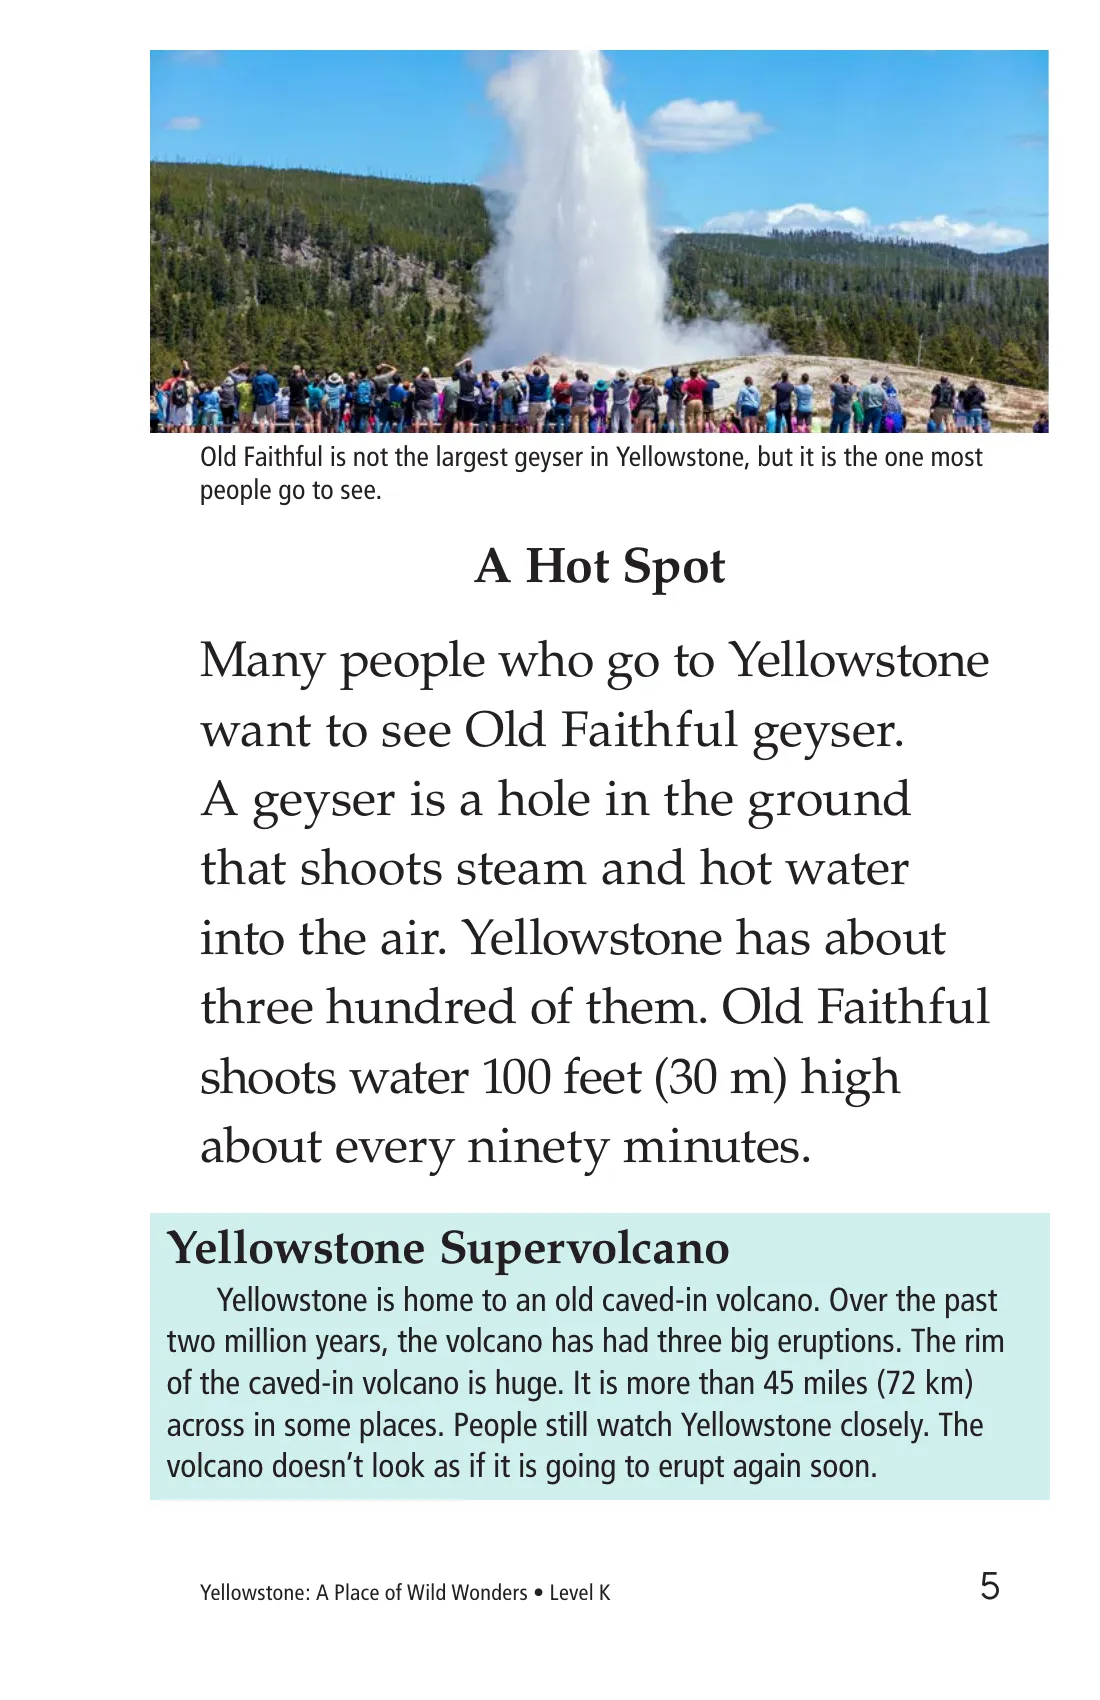 Old Faithful is not the largest geyser in Yellowstone, but it is the one most
people go to see.
A Hot Spot
Many people who go to Yellowstone
want to see Old Faithful geyser.
A geyser is a hole in the ground
that shoots steam and hot water
into the air. Yellowstone has about
three hundred of them. Old Faithful
shoots water 100 feet (30 m) high
about every ninety minutes.
Yellowstone Supervolcano
Yellowstone is home to an old caved-in volcano. Over the past
two million years, the volcano has had three big eruptions. The rim
of the caved-in volcano is huge. It is more than 45 miles (72 km)
across in some places. People still watch Yellowstone closely. The
volcano doesn’t look as if it is going to erupt again soon.
Yellowstone: A Place of Wild Wonders • Level K
5